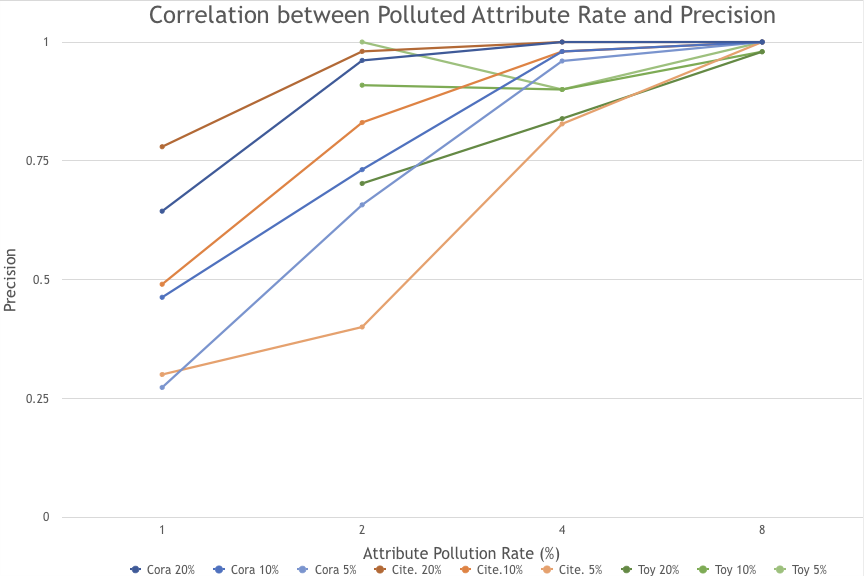 Correlation between Polluted Attribute Rate and Precision
1
0.75
0.5
0.25
0
Precision
1 2 4 8
Attribute Pollution Rate (%)
Cora 20% Cora 10% Cora 5% Cite. 20% Cite.10% Cite. 5% Toy 20% Toy 10% Toy 5%